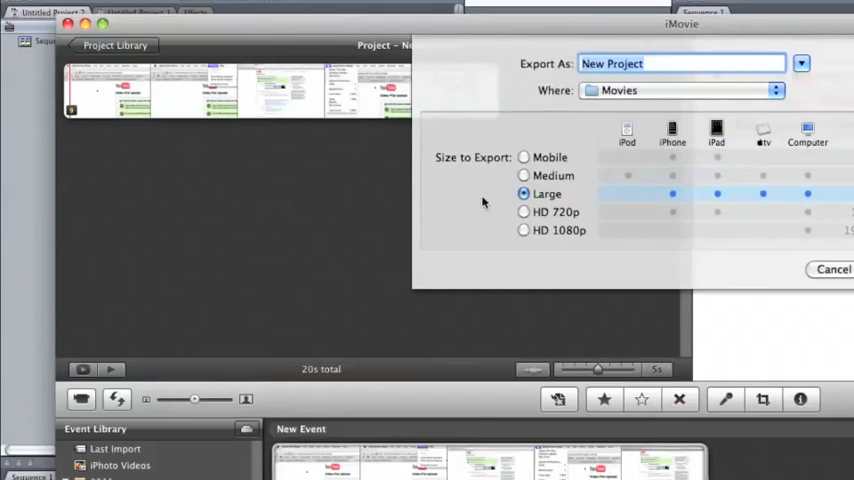 Untitled Project 2
Untitled Project 1
Effects
Sequence 1
iMovie
Project Library
Project - Ne
Export As: New Project
Where: Movies
iPod iPhone iPad tv Computer
Size to Export: Mobile
Medium
Large
HD 720p
HD 1080p
Cancel
20s total
5s
Event Library
New Event
Last Import
iPhoto Videos
Sequence 1